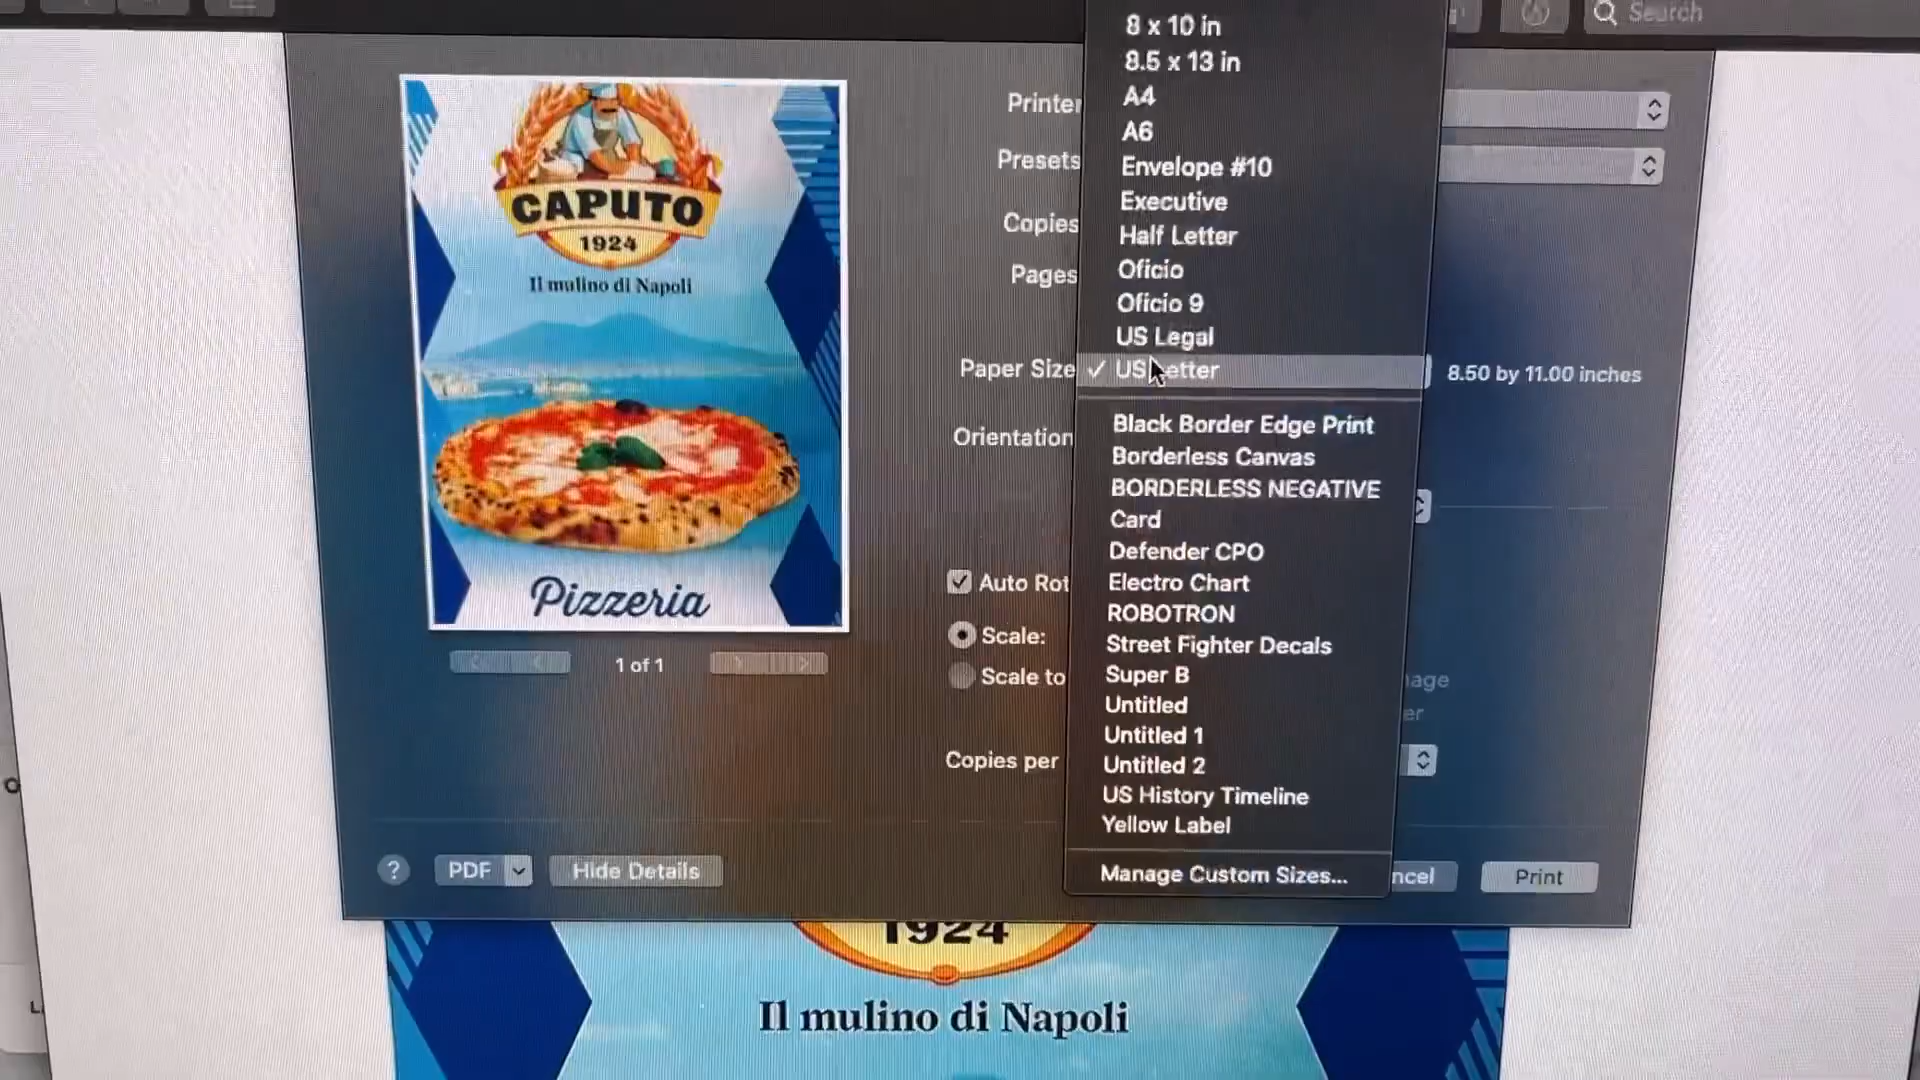 Search
8 x 10 in
8.5 x 13 in
A4
A6
Envelope #10
Executive
Half Letter
Oficio
Oficio 9
US Legal
✓ US Letter
Black Border Edge Print
Borderless Canvas
BORDERLESS NEGATIVE
Card
Defender CPO
Electro Chart
ROBOTRON
Street Fighter Decals
Super B
Untitled
Untitled 1
Untitled 2
US History Timeline
Yellow Label
Manage Custom Sizes...
Printer
Presets
Copies
Pages
Paper Size
8.50 by 11.00 inches
Orientation
Auto Rot
Scale:
Scale to
Copies per
CAPUTO
1924
Il mulino di Napoli
Pizzeria
1 of 1
?
PDF
Hide Details
ncel
Print
1924
Il mulino di Napoli